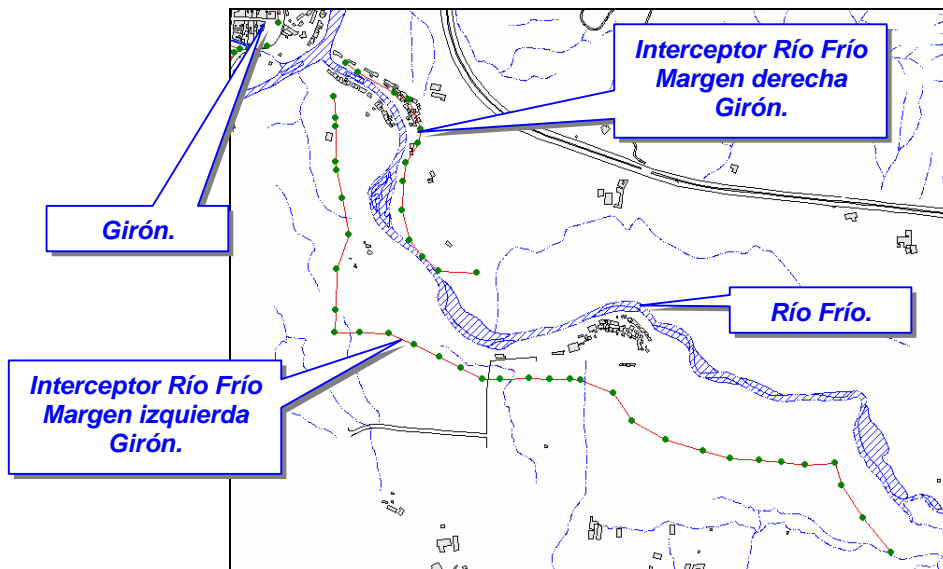 Interceptor Río Frío
Margen derecha
Girón.
Girón.
Río Frío.
Interceptor Río Frío
Margen izquierda
Girón.